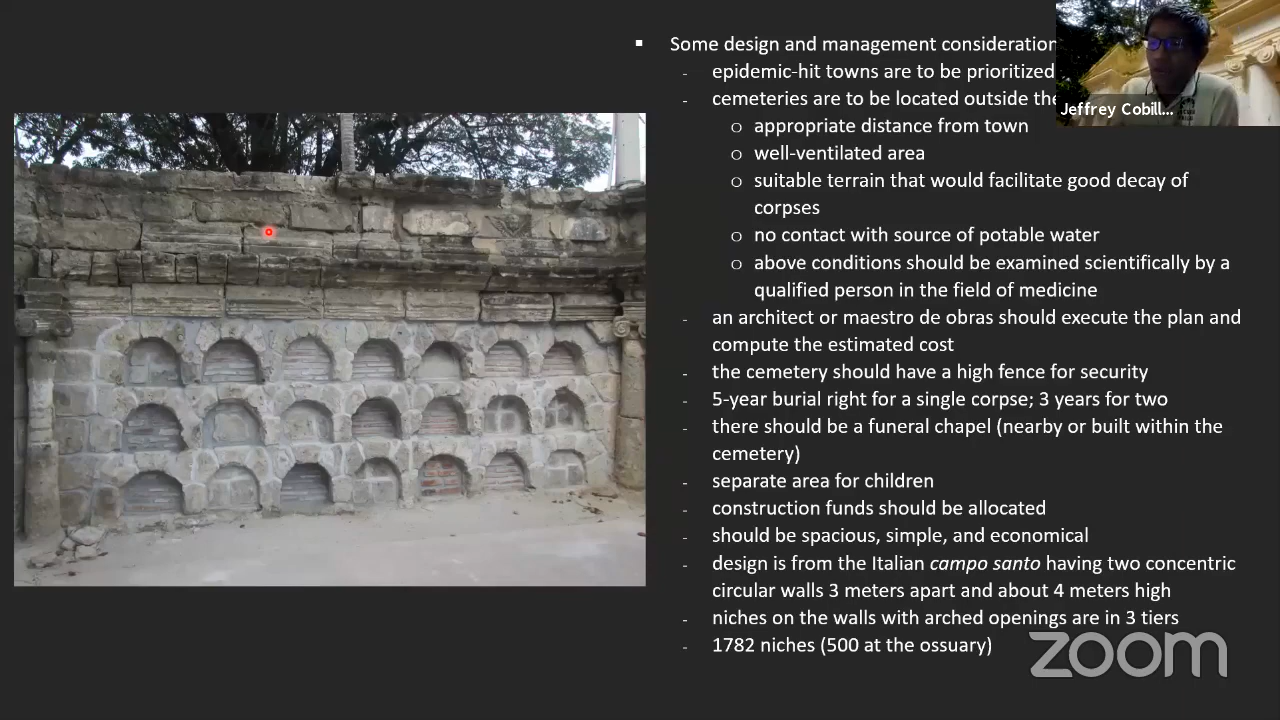 ▪ Some design and management consideration
- epidemic-hit towns are to be prioritized
- cemeteries are to be located outside the
o appropriate distance from town
o well-ventilated area
o suitable terrain that would facilitate good decay of
corpses
o no contact with source of potable water
o above conditions should be examined scientifically by a
qualified person in the field of medicine
- an architect or maestro de obras should execute the plan and
compute the estimated cost
- the cemetery should have a high fence for security
- 5-year burial right for a single corpse; 3 years for two
- there should be a funeral chapel (nearby or built within the
cemetery)
- separate area for children
- construction funds should be allocated
- should be spacious, simple, and economical
- design is from the Italian campo santo having two concentric
circular walls 3 meters apart and about 4 meters high
- niches on the walls with arched openings are in 3 tiers
- 1782 niches (500 at the ossuary)
Jeffrey Cobill...
zoom